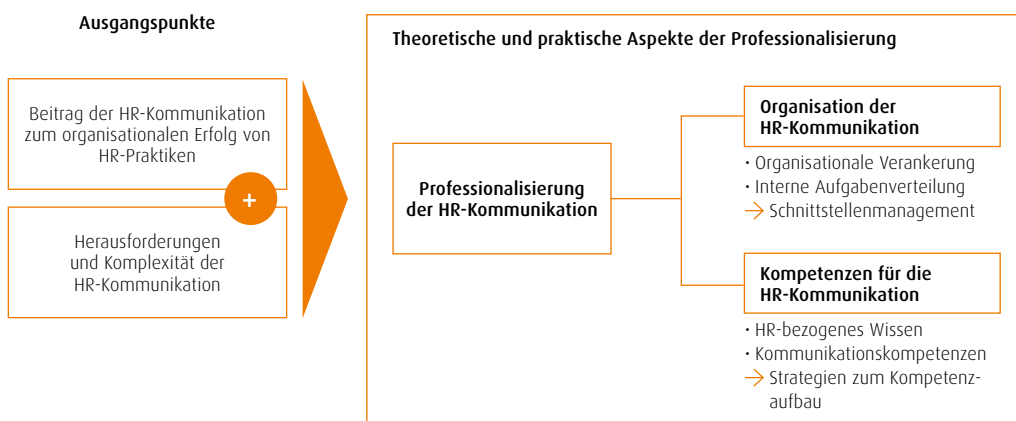 Ausgangspunkte
Beitrag der HR-Kommunikation
zum organisationalen Erfolg von
HR-Praktiken
+
Herausforderungen
und Komplexität der
HR-Kommunikation
Theoretische und praktische Aspekte der Professionalisierung
Professionalisierung
der HR-Kommunikation
Organisation der
HR-Kommunikation
· Organisationale Verankerung
· Interne Aufgabenverteilung
→ Schnittstellenmanagement
Kompetenzen für die
HR-Kommunikation
· HR-bezogenes Wissen
· Kommunikationskompetenzen
→ Strategien zum Kompetenz-
aufbau